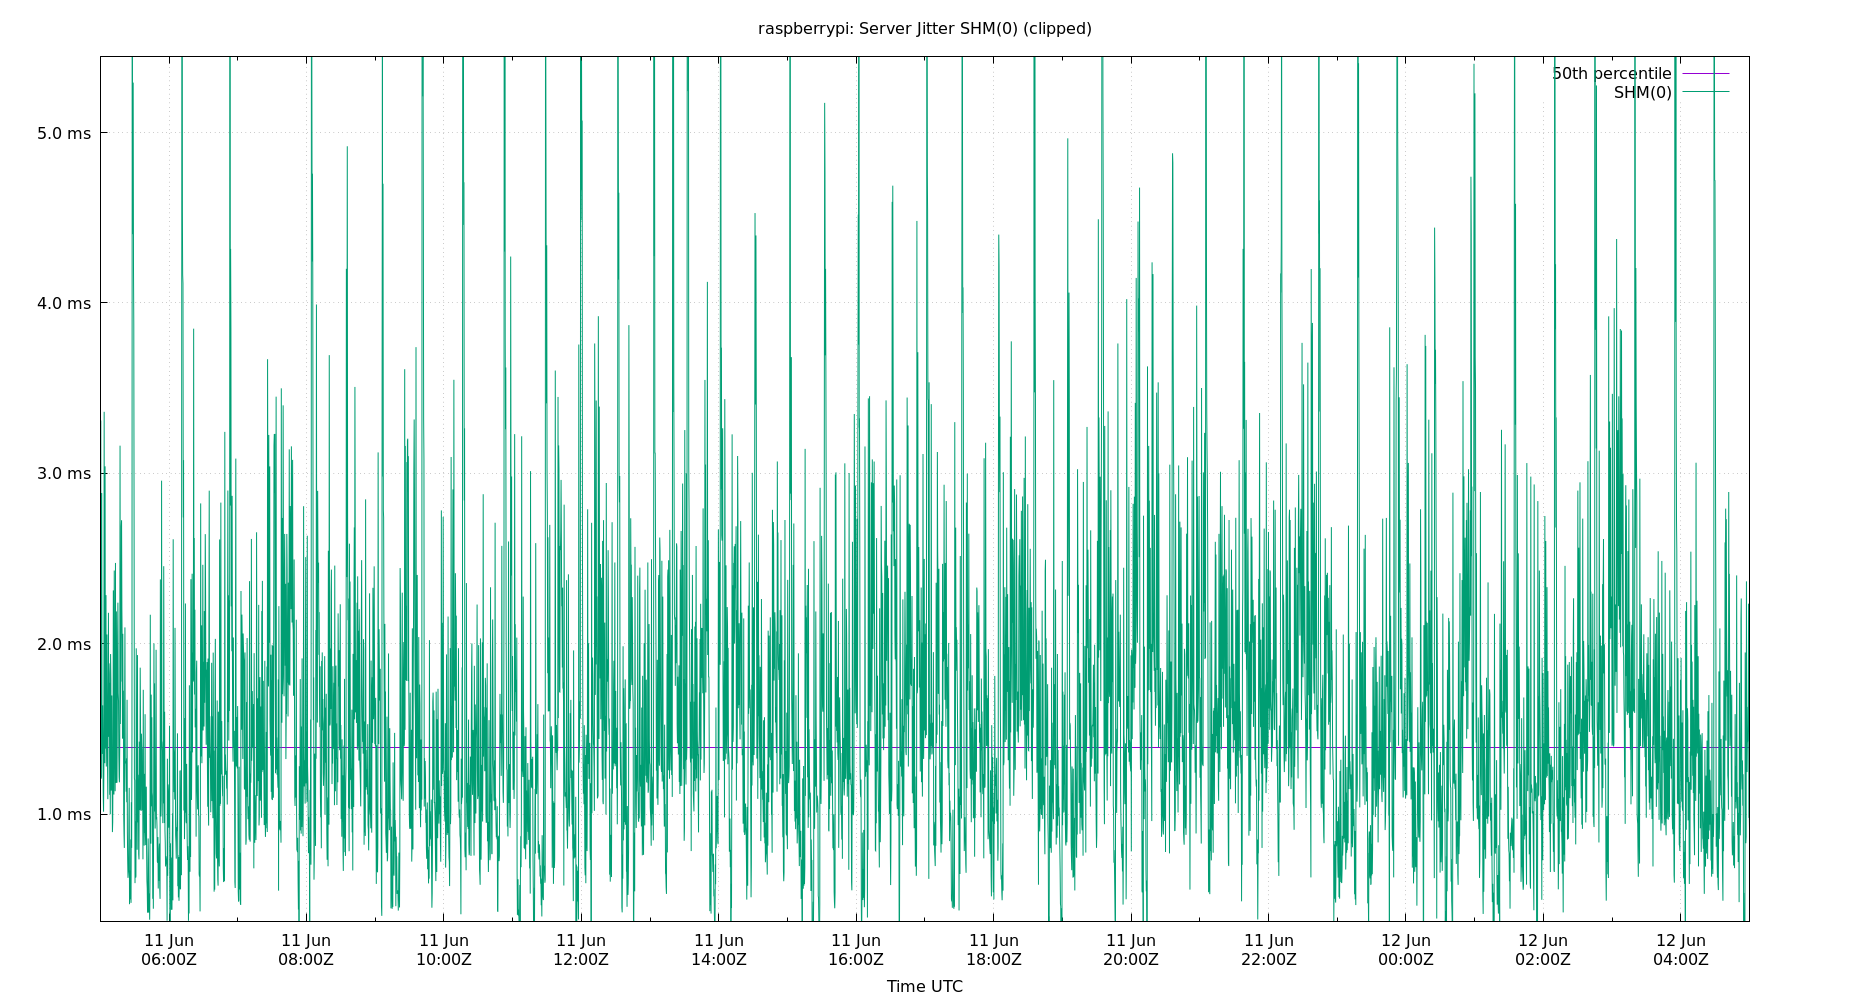 raspberrypi: Server Jitter SHM(0) (clipped)
50th percentile
SHM(0)
5.0 ms
4.0 ms
3.0 ms
2.0 ms
1.0 ms
11 Jun 11 Jun 11 Jun 11 Jun 11 Jun 11 Jun 11 Jun 11 Jun 11 Jun 12 Jun 12 Jun 12 Jun
06:00Z 08:00Z 10:00Z 12:00Z 14:00Z 16:00Z 18:00Z 20:00Z 22:00Z 00:00Z 02:00Z 04:00Z
Time UTC